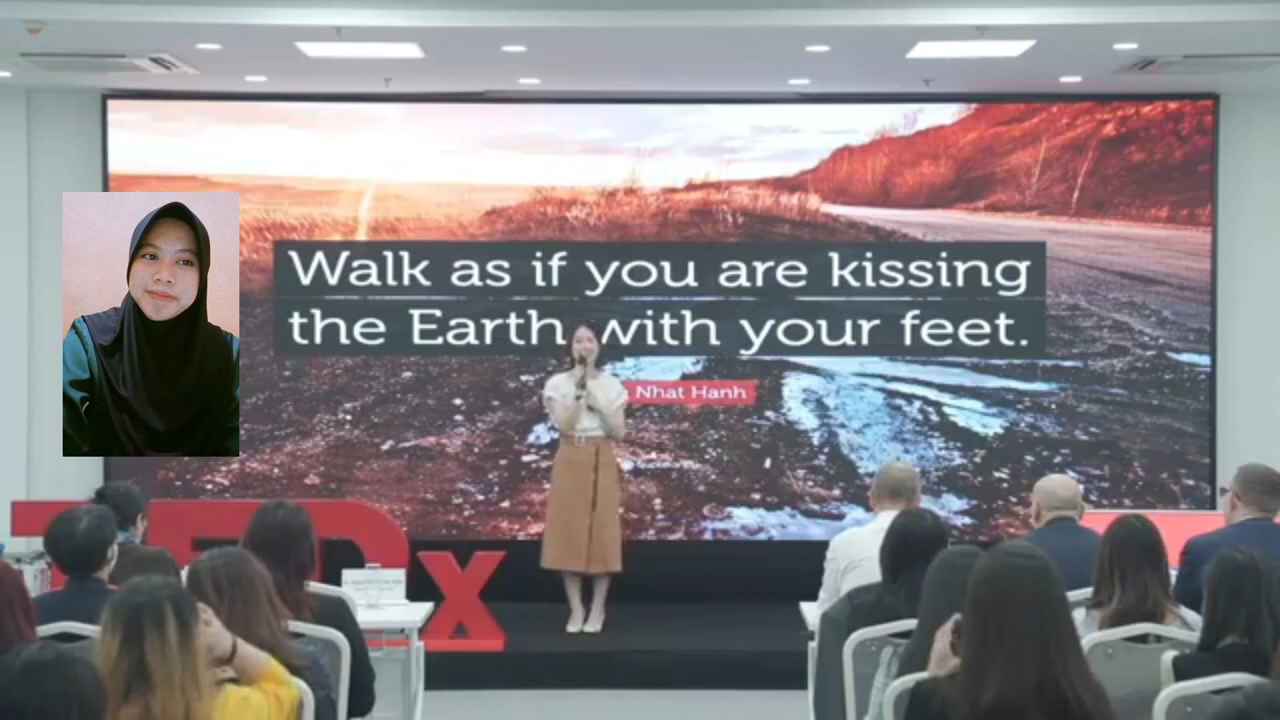 Walk as if you are kissing
the Earth with your feet.
Nhat Hanh
TEDx